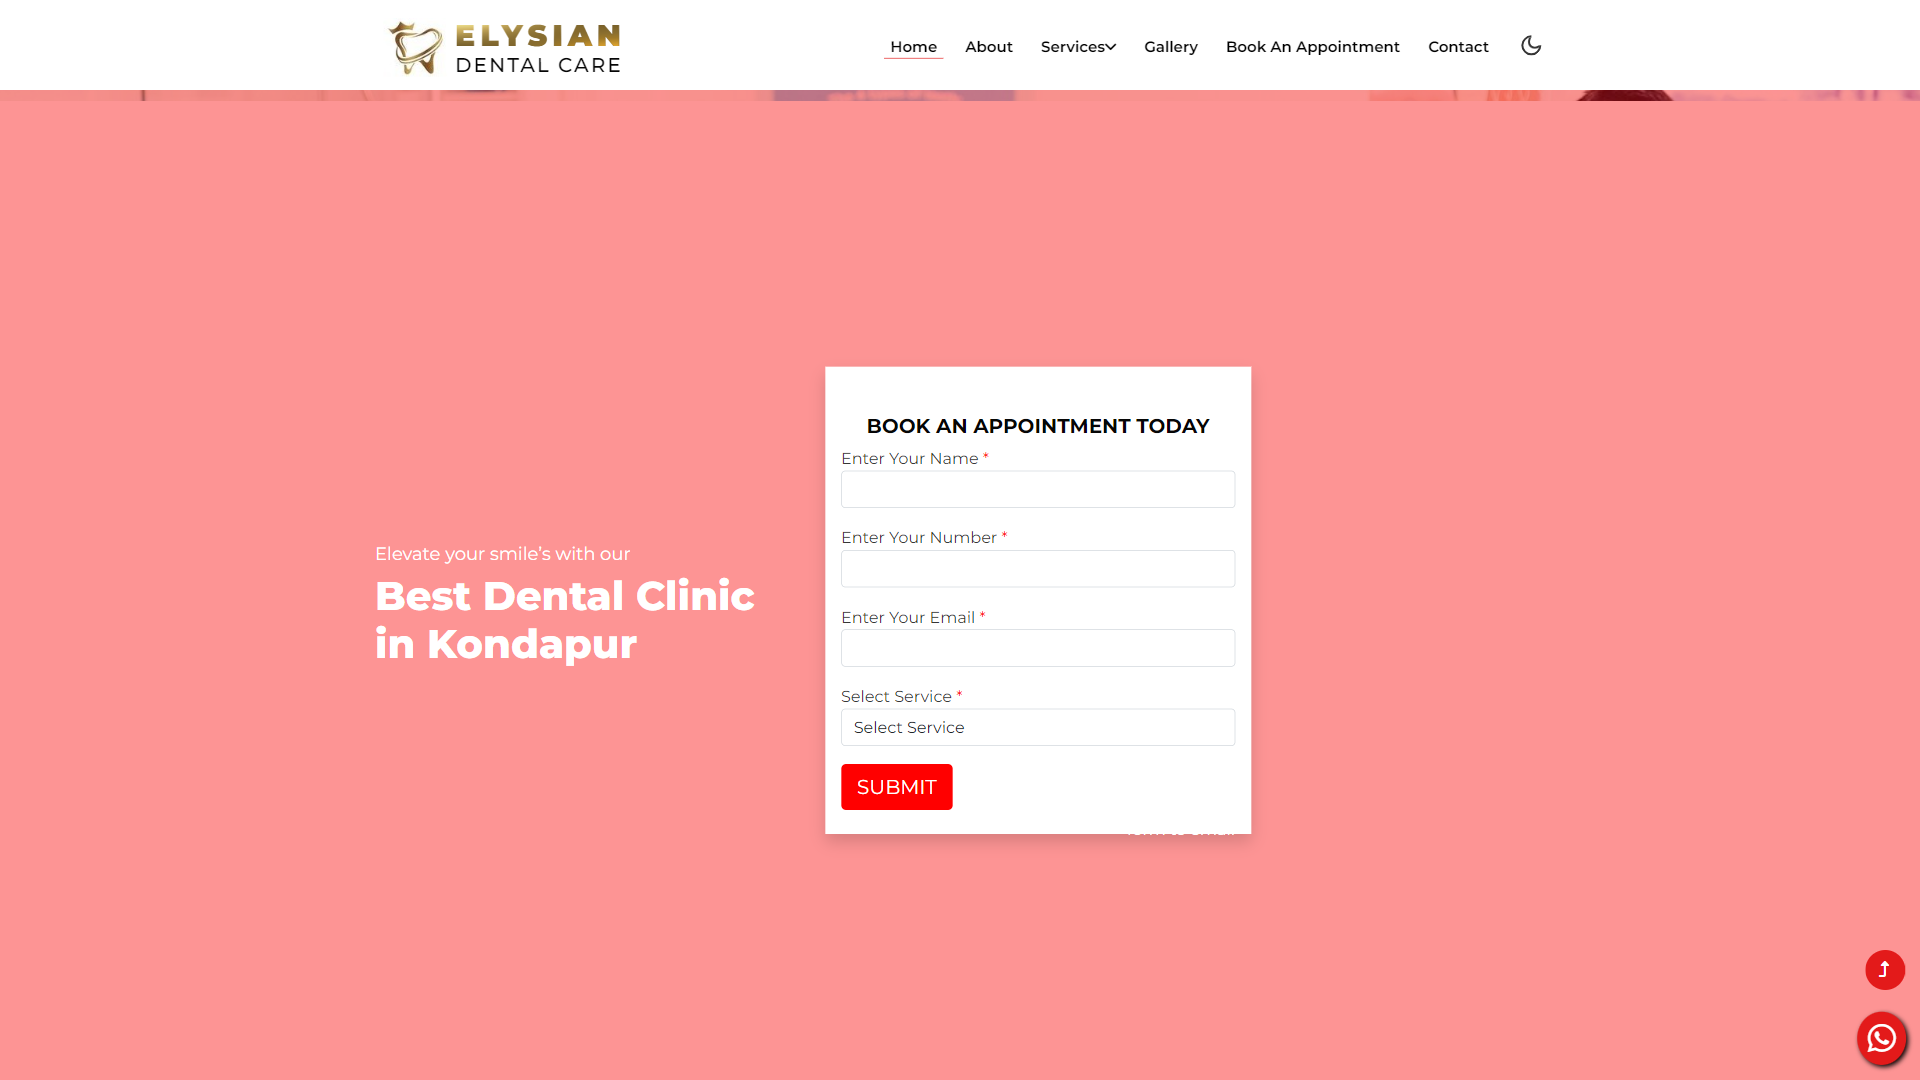 ELYSIAN
DENTAL CARE
Home About Services Gallery Book An Appointment Contact
Elevate your smile's with our
Best Dental Clinic
in Kondapur
BOOK AN APPOINTMENT TODAY
Enter Your Name *
Enter Your Number *
Enter Your Email *
Select Service *
Select Service
SUBMIT